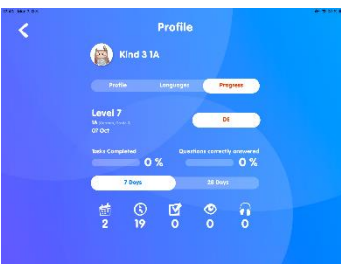 Profile
Kind 3 1A
Profile Languages Progress
Level 7
DE
07 Oct
Tasks Completed Questions correctly answered
0 % 0 %
7 Days 28 Days
2 19 0 0 0